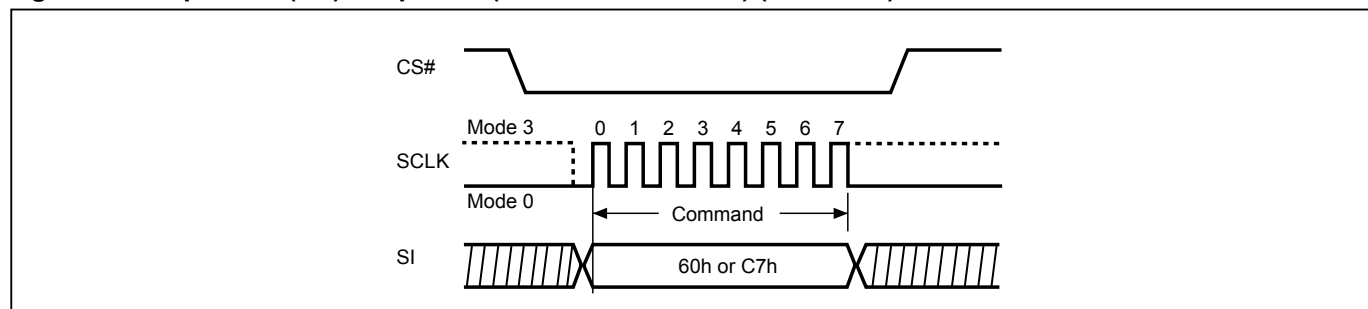 CS#
Mode 3
0 1 2 3 4 5 6 7
SCLK
Mode 0
Command
SI
60h or C7h